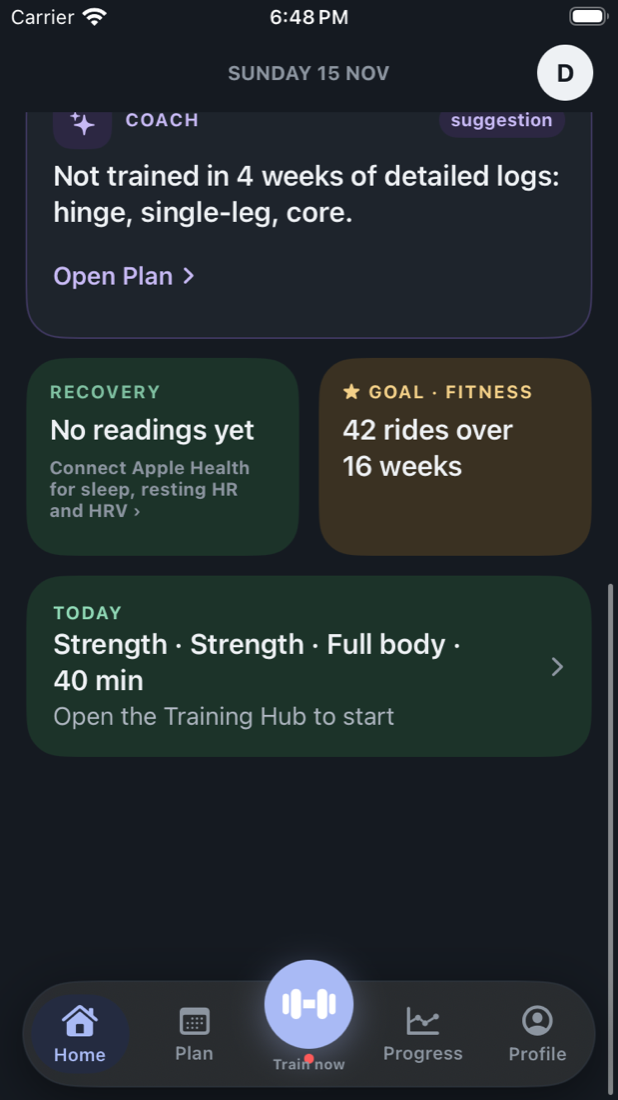 Carrier 6:48 PM
SUNDAY 15 NOV
D
COACH
suggestion
Not trained in 4 weeks of detailed logs:
hinge, single-leg, core.
Open Plan >
RECOVERY
No readings yet
Connect Apple Health
for sleep, resting HR
and HRV ›
★ GOAL · FITNESS
42 rides over
16 weeks
TODAY
Strength · Strength · Full body ·
40 min
Open the Training Hub to start
Home
Plan
Train now
Progress
Profile